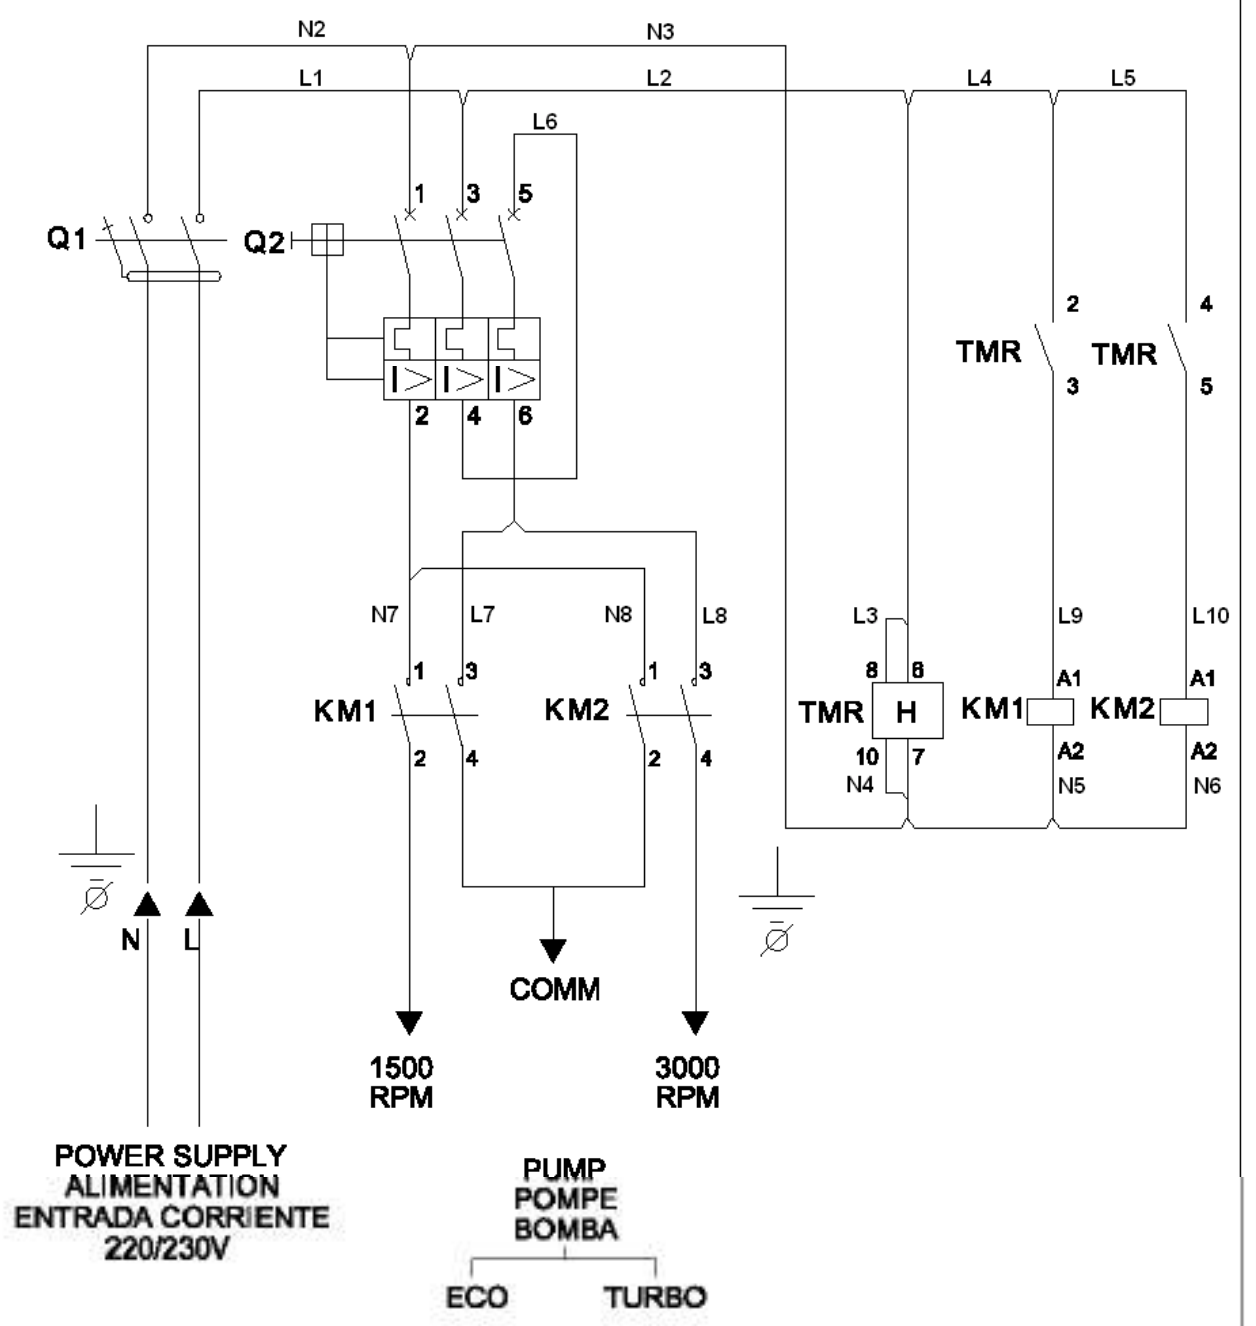 N2
N3
L1
L2
L4
L5
L6
1
3
5
Q1
Q2
2
4
TMR
TMR
3
5
I>
I>
I>
2
4
6
N7
L7
N8
L8
L3
L9
L10
1
3
1
3
8
6
A1
A1
KM1
KM2
TMR
H
KM1
KM2
2
4
2
4
10
7
A2
A2
N4
N5
N6
N
L
COMM
1500
RPM
3000
RPM
POWER SUPPLY
ALIMENTATION
ENTRADA CORRIENTE
220/230V
PUMP
POMPE
BOMBA
ECO
TURBO